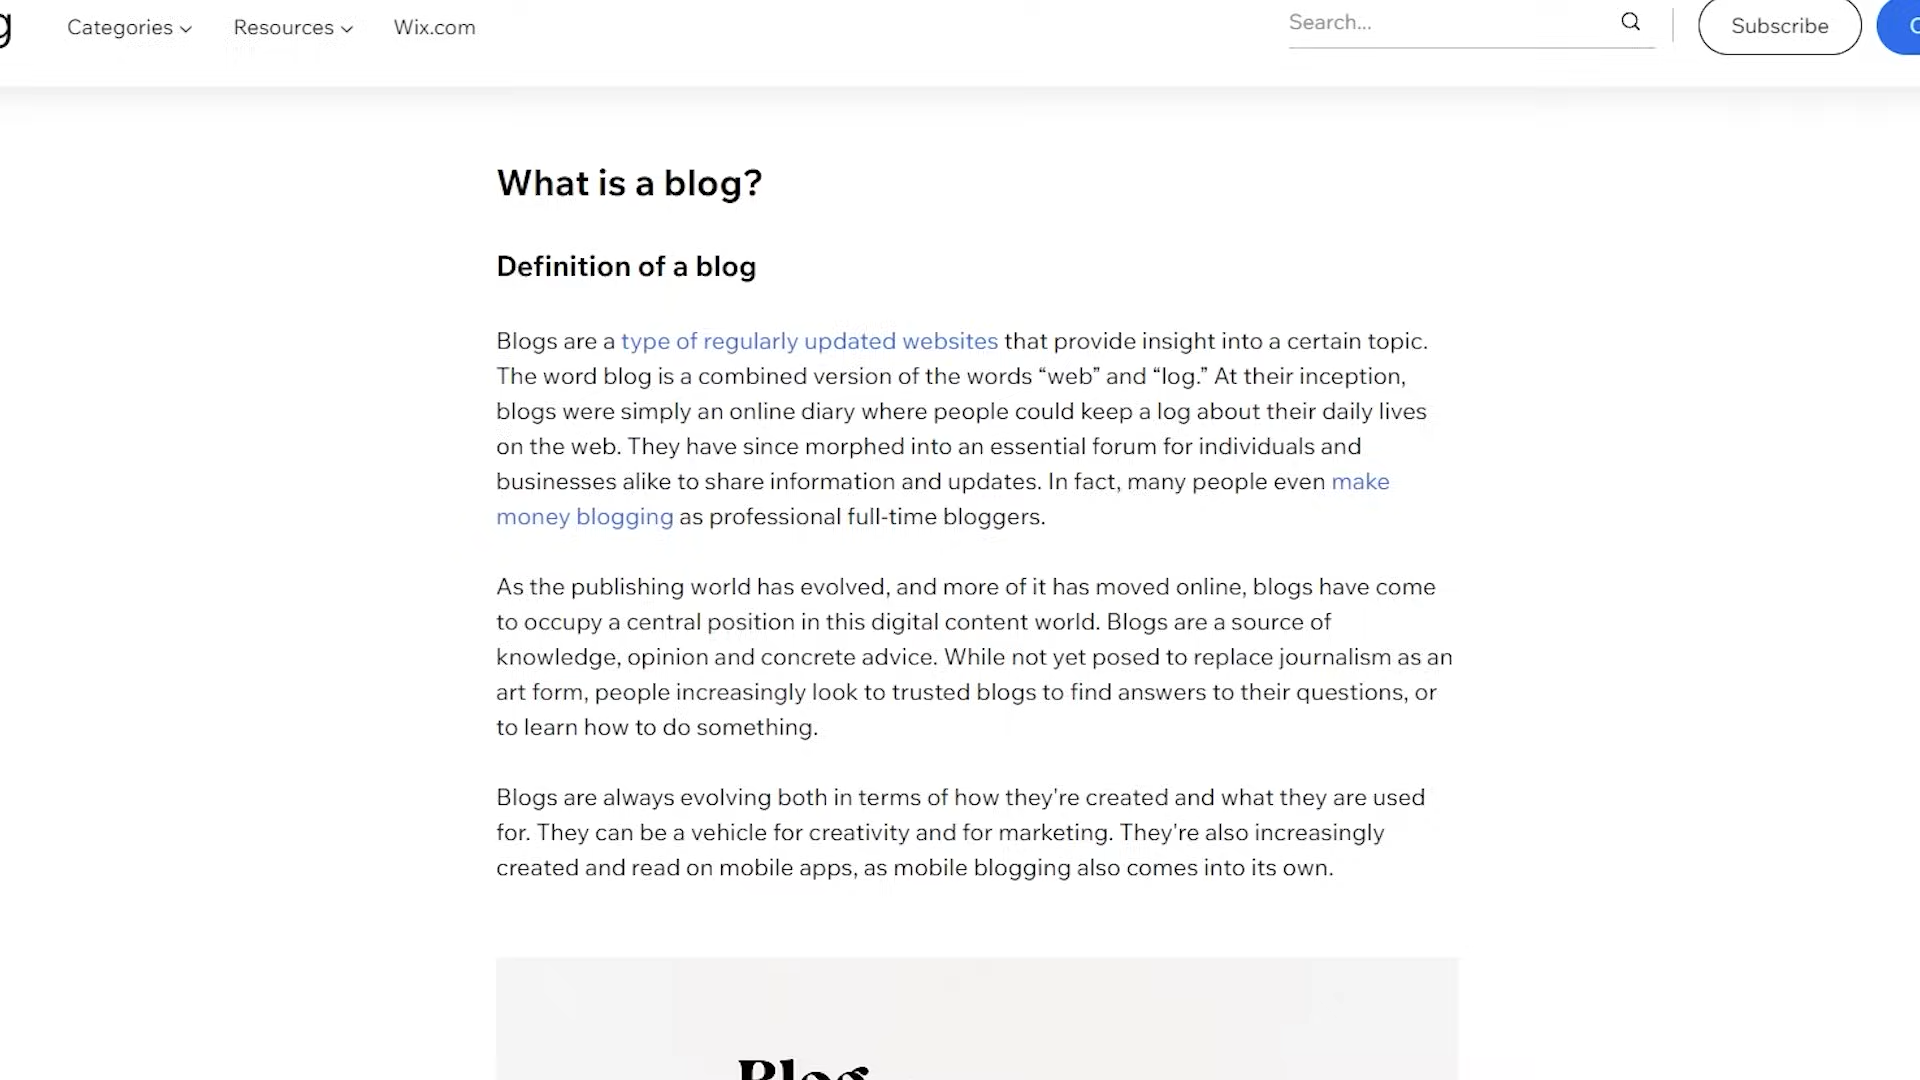 Categories
Resources
Wix.com
Search...
Subscribe
What is a blog?
Definition of a blog
Blogs are a type of regularly updated websites that provide insight into a certain topic.
The word blog is a combined version of the words “web” and “log.” At their inception,
blogs were simply an online diary where people could keep a log about their daily lives
on the web. They have since morphed into an essential forum for individuals and
businesses alike to share information and updates. In fact, many people even make
money blogging as professional full-time bloggers.
As the publishing world has evolved, and more of it has moved online, blogs have come
to occupy a central position in this digital content world. Blogs are a source of
knowledge, opinion and concrete advice. While not yet posed to replace journalism as an
art form, people increasingly look to trusted blogs to find answers to their questions, or
to learn how to do something.
Blogs are always evolving both in terms of how they're created and what they are used
for. They can be a vehicle for creativity and for marketing. They're also increasingly
created and read on mobile apps, as mobile blogging also comes into its own.
Blog